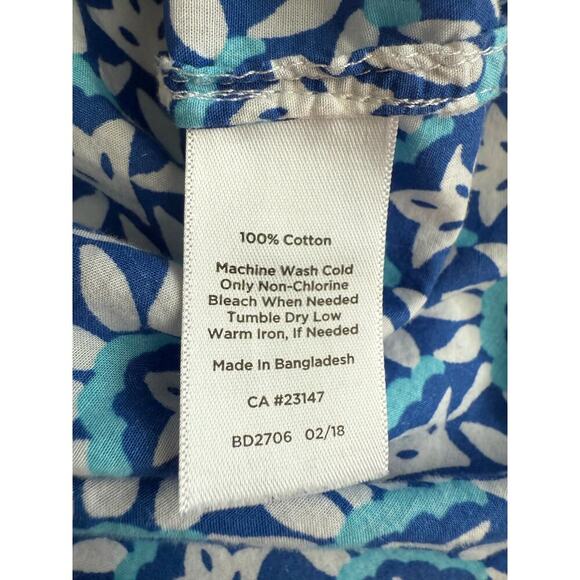 100% Cotton
Machine Wash Cold
Only Non-Chlorine
Bleach When Needed
Tumble Dry Low
Warm Iron, If Needed
Made In Bangladesh
CA #23147
BD2706 02/18